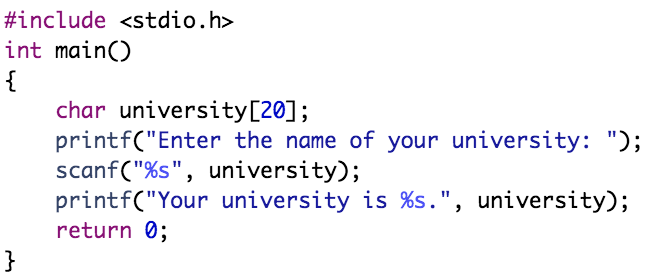 #include <stdio.h>
int main()
{
    char university[20];
    printf("Enter the name of your university: ");
    scanf("%s", university);
    printf("Your university is %s.", university);
    return 0;
}